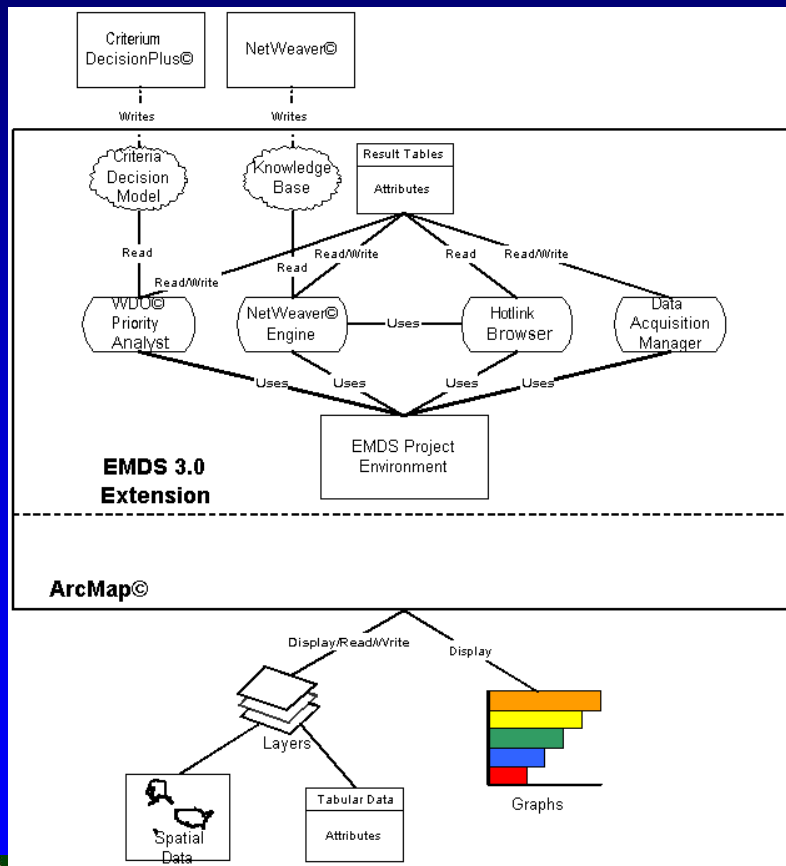 Criterium
DecisionPlus©
NetWeaver©
Writes
Writes
Criteria
Decision
Model
Knowledge
Base
Result Tables
Attributes
Read
Read/Write
Read
Read/Write
Read
Read/Write
WDO©
Priority
Analyst
NetWeaver©
Engine
Uses
Hotlink
Browser
Data
Acquisition
Manager
Uses
Uses
Uses
Uses
EMDS Project
Environment
EMDS 3.0
Extension
ArcMap©
Display/Read/Write
Display
Layers
Spatial
Data
Tabular Data
Attributes
Graphs